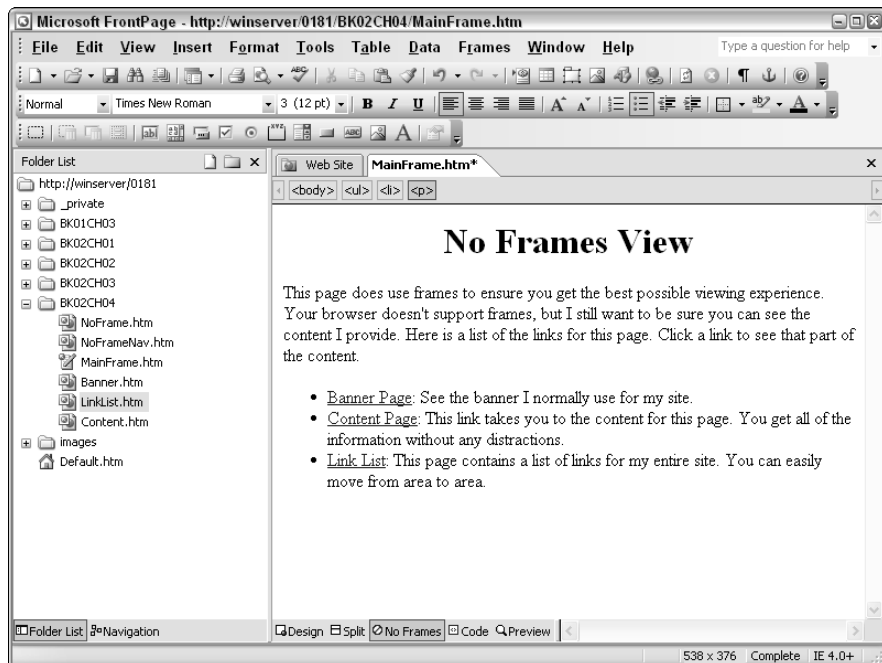 Microsoft FrontPage - http://winserver/0181/BK02CH04/MainFrame.htm
File Edit View Insert Format Tools Table Data Frames Window Help Type a question for help
Normal Times New Roman 3 (12 pt) B I U A A A
ab| ABC A
Folder List
Web Site MainFrame.htm*
<body> <ul> <li> <p>
http://winserver/0181
_private
BK01CH03
BK02CH01
BK02CH02
BK02CH03
BK02CH04
NoFrame.htm
NoFrameNav.htm
MainFrame.htm
Banner.htm
LinkList.htm
Content.htm
images
Default.htm
No Frames View
This page does use frames to ensure you get the best possible viewing experience.
Your browser doesn't support frames, but I still want to be sure you can see the
content I provide. Here is a list of the links for this page. Click a link to see that part of
the content.
• Banner Page: See the banner I normally use for my site.
• Content Page: This link takes you to the content for this page. You get all of the
information without any distractions.
• Link List: This page contains a list of links for my entire site. You can easily
move from area to area.
Folder List Navigation
Design Split No Frames Code Preview
538 x 376 Complete IE 4.0+